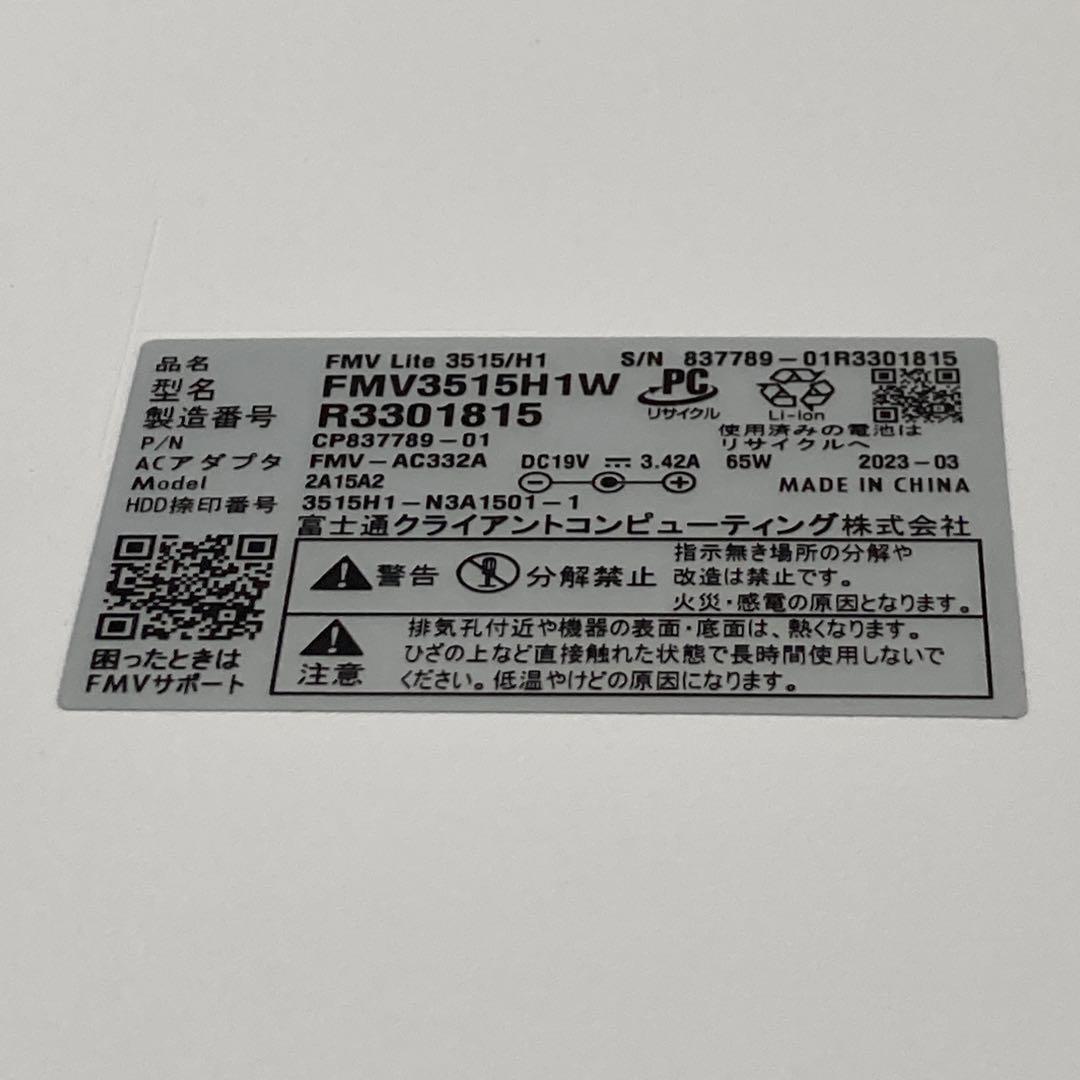 品名 FMV Lite 3515/H1 S/N 837789-01R3301815
型名 FMV3515H1W PC リサイクル Li-ion
製造番号 R3301815 使用済みの電池は
P/N CP837789-01 リサイクルへ
ACアダプタ FMV-AC332A DC19V ⎓ 3.42A 65W 2023-03
Model 2A15A2 MADE IN CHINA
HDD捺印番号 3515H1-N3A1501-1
富士通クライアントコンピューティング株式会社
警告 分解禁止 指示無き場所の分解や
改造は禁止です。
火災・感電の原因となります。
注意 排気孔付近や機器の表面・底面は、熱くなります。
ひざの上など直接触れた状態で長時間使用しないで
ください。低温やけどの原因になります。
困ったときは
FMVサポート